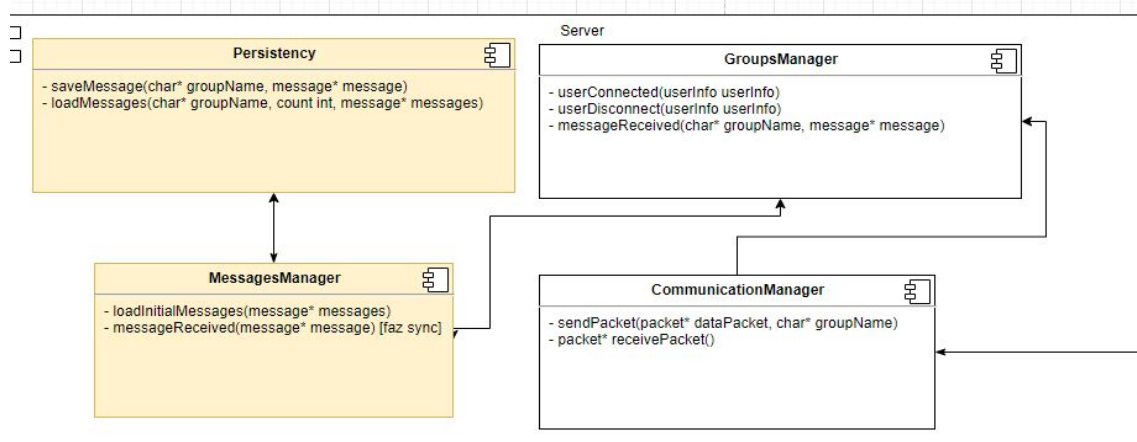 Server
Persistency
- saveMessage(char* groupName, message* message)
- loadMessages(char* groupName, count int, message* messages)
GroupsManager
- userConnected(userInfo userInfo)
- userDisconnect(userInfo userInfo)
- messageReceived(char* groupName, message* message)
MessagesManager
- loadInitialMessages(message* messages)
- messageReceived(message* message) [faz sync]
CommunicationManager
- sendPacket(packet* dataPacket, char* groupName)
- packet* receivePacket()